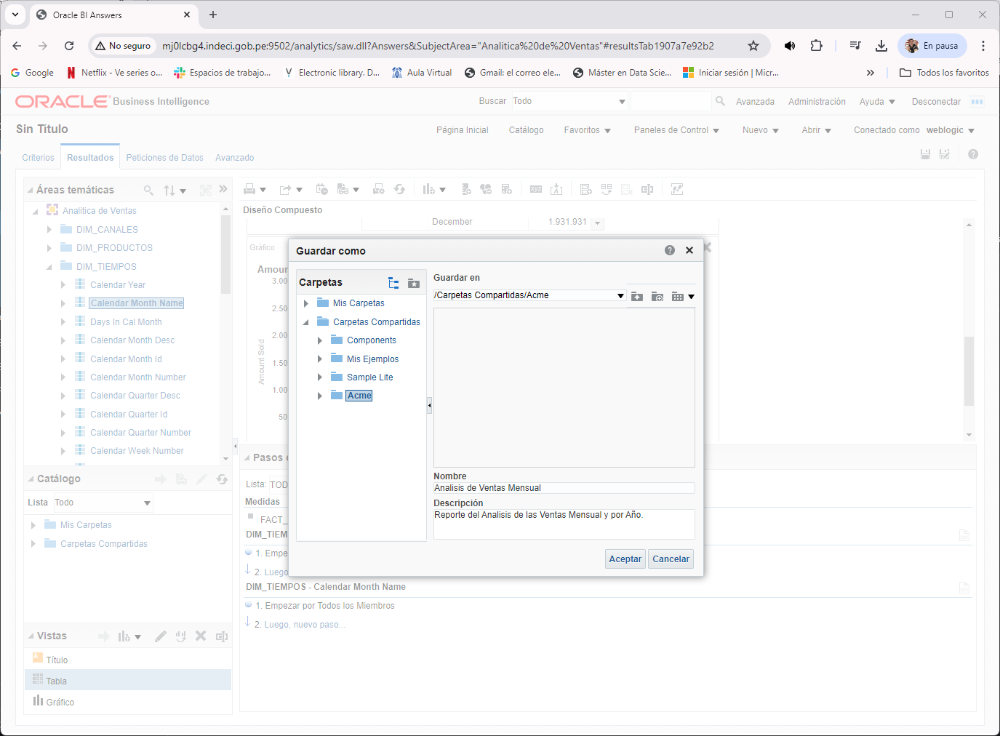 Oracle BI Answers
No seguro
mj0lcbg4.indeci.gob.pe:9502/analytics/saw.dll?Answers&SubjectArea="Analitica%20de%20Ventas"#resultsTab1907a7e92b2
En pausa
Google
Netflix - Ve series o...
Espacios de trabajo...
Electronic library. D...
Aula Virtual
Gmail: el correo ele...
Máster en Data Scie...
Iniciar sesión | Micr...
Todos los favoritos
ORACLE Business Intelligence
Buscar
Todo
Avanzada
Administración
Ayuda
Desconectar
Sin Título
Página Inicial
Catálogo
Favoritos
Paneles de Control
Nuevo
Abrir
Conectado como weblogic
Criterios
Resultados
Peticiones de Datos
Avanzado
Áreas temáticas
Analitica de Ventas
DIM_CANALES
DIM_PRODUCTOS
DIM_TIEMPOS
Calendar Year
Calendar Month Name
Days In Cal Month
Calendar Month Desc
Calendar Month Id
Calendar Month Number
Calendar Quarter Desc
Calendar Quarter Id
Calendar Quarter Number
Calendar Week Number
Catálogo
Lista Todo
Mis Carpetas
Carpetas Compartidas
Vistas
Título
Tabla
Gráfico
Diseño Compuesto
December 1.931.931
Gráfico
Amoun
3.00
2.50
2.00
1.50
1.00
50
Amount Sold
Guardar como
Carpetas
Mis Carpetas
Carpetas Compartidas
Components
Mis Ejemplos
Sample Lite
Acme
Guardar en
/Carpetas Compartidas/Acme
Nombre
Analisis de Ventas Mensual
Descripción
Reporte del Analisis de las Ventas Mensual y por Año.
Aceptar
Cancelar
Pasos
Lista: TOD
Medidas
FACT_
DIM_TIEM
1. Empe
2. Luego
DIM_TIEMPOS - Calendar Month Name
1. Empezar por Todos los Miembros
2. Luego, nuevo paso...